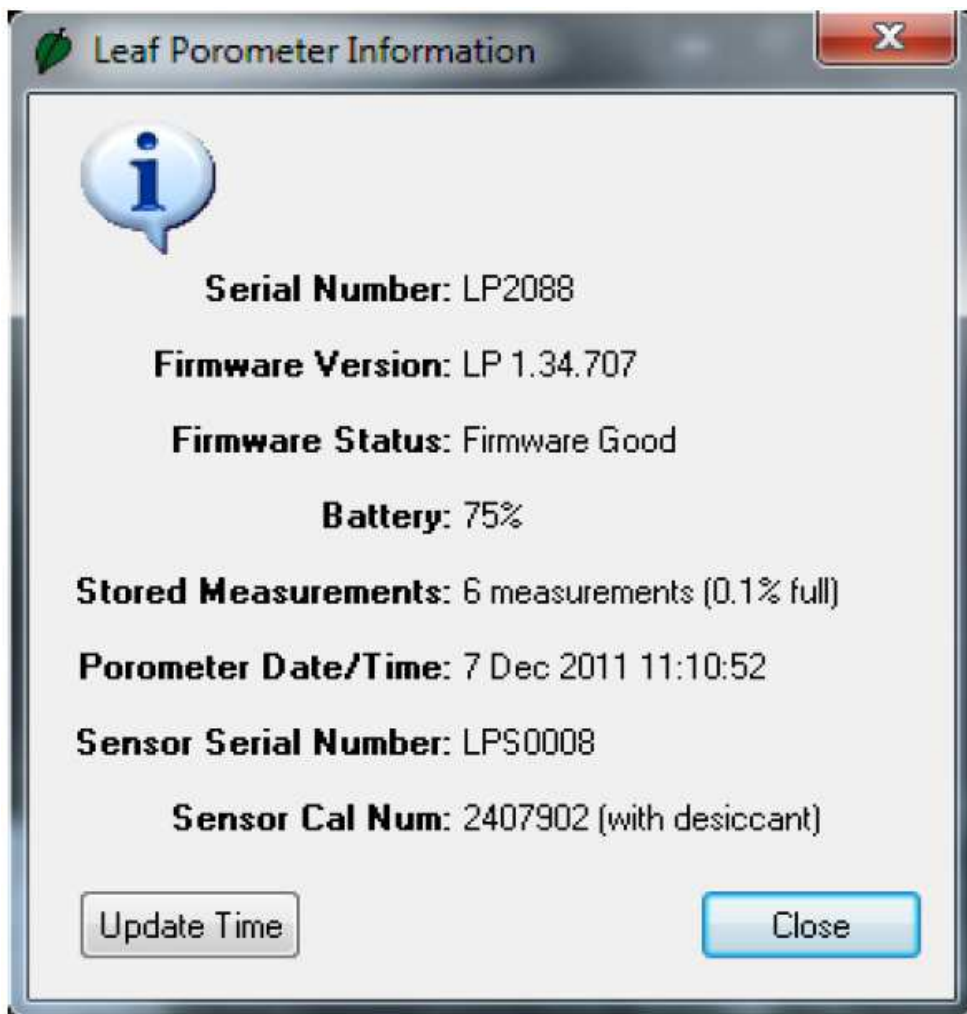 Leaf Porometer Information
Serial Number: LP2088
Firmware Version: LP 1.34.707
Firmware Status: Firmware Good
Battery: 75%
Stored Measurements: 6 measurements (0.1% full)
Porometer Date/Time: 7 Dec 2011 11:10:52
Sensor Serial Number: LPS0008
Sensor Cal Num: 2407902 (with desiccant)
Update Time Close